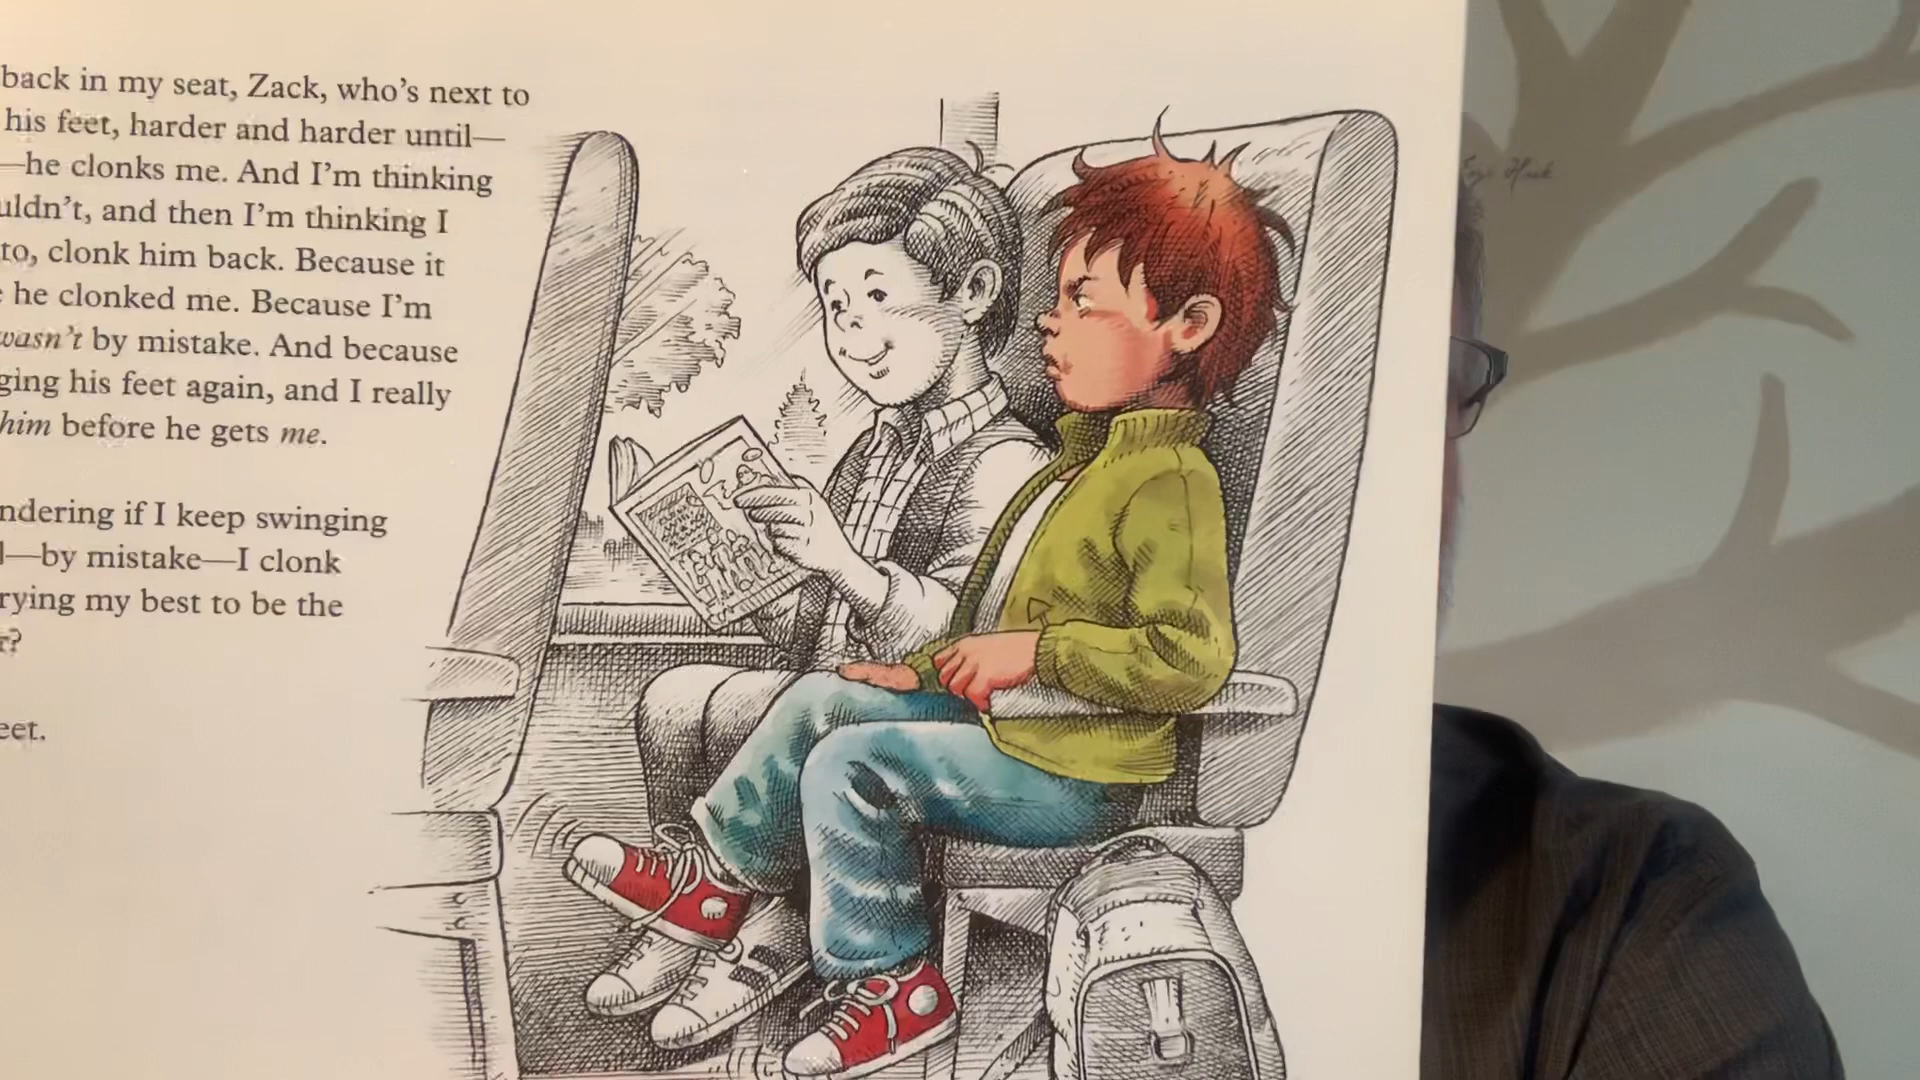 back in my seat, Zack, who's next to
his feet, harder and harder until—
—he clonks me. And I'm thinking
uldn't, and then I'm thinking I
to, clonk him back. Because it
he clonked me. Because I'm
wasn't by mistake. And because
ging his feet again, and I really
him before he gets me.
ndering if I keep swinging
l—by mistake—I clonk
rying my best to be the
r?
eet.